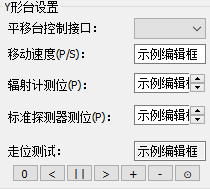 Y形台设置
平移台控制接口:
移动速度(P/S): 示例编辑框
辐射计测位(P): 示例编辑框
标准探测器测位(P): 示例编辑框
走位测试: 示例编辑框
0 < || > + - ⊙